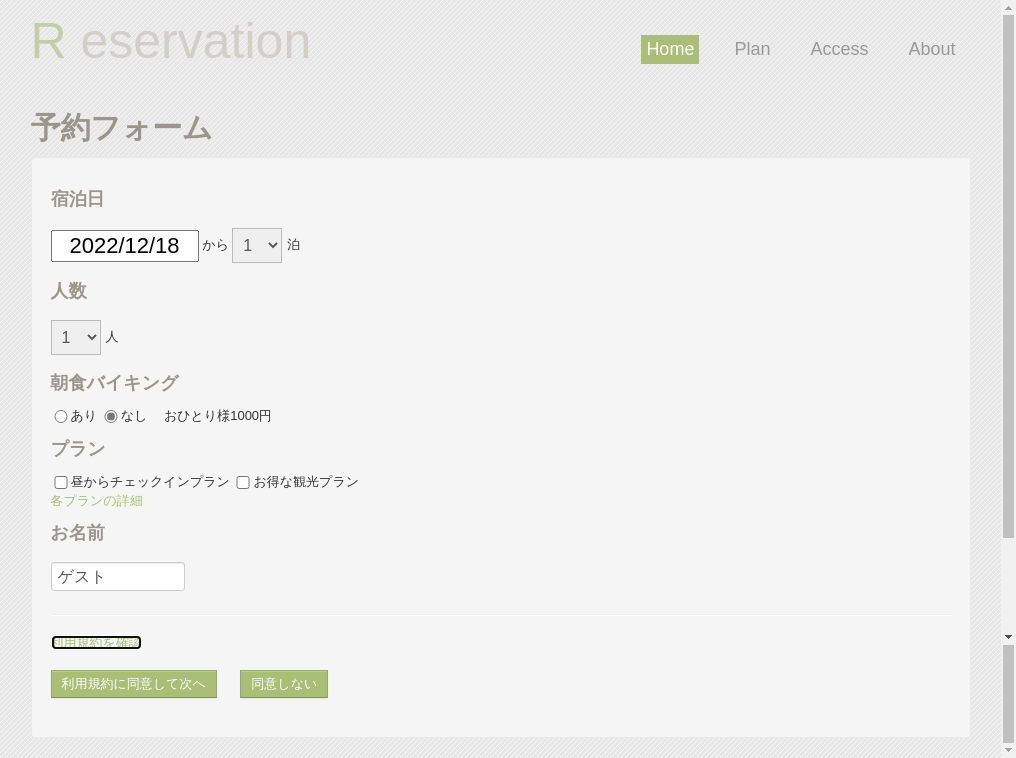 R eservation
Home Plan Access About
予約フォーム
宿泊日
2022/12/18 から 1 泊
人数
1 人
朝食バイキング
あり なし おひとり様1000円
プラン
昼からチェックインプラン お得な観光プラン
各プランの詳細
お名前
ゲスト
利用規約を確認
利用規約に同意して次へ 同意しない